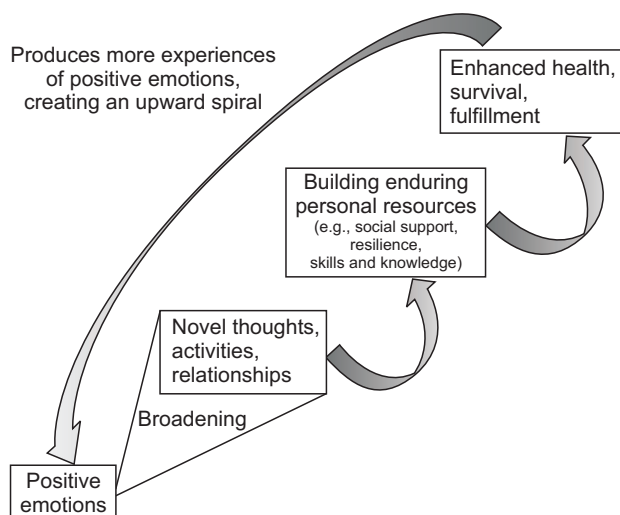 Produces more experiences
of positive emotions,
creating an upward spiral
Enhanced health,
survival,
fulfillment
Building enduring
personal resources
(e.g., social support,
resilience,
skills and knowledge)
Novel thoughts,
activities,
relationships
Broadening
Positive
emotions